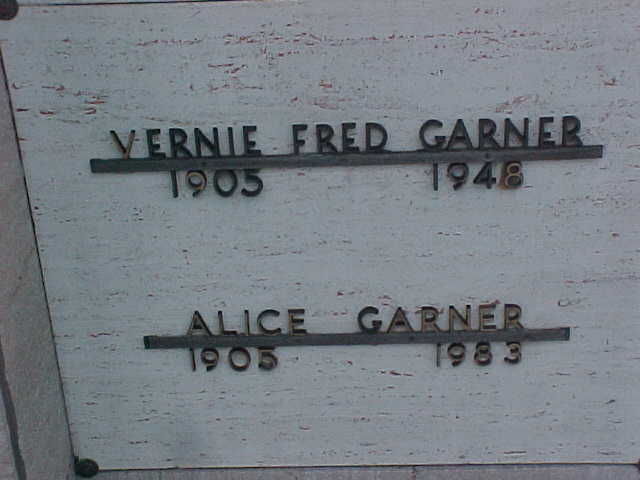 VERNIE FRED GARNER
1905 1948
ALICE GARNER
1905 1983